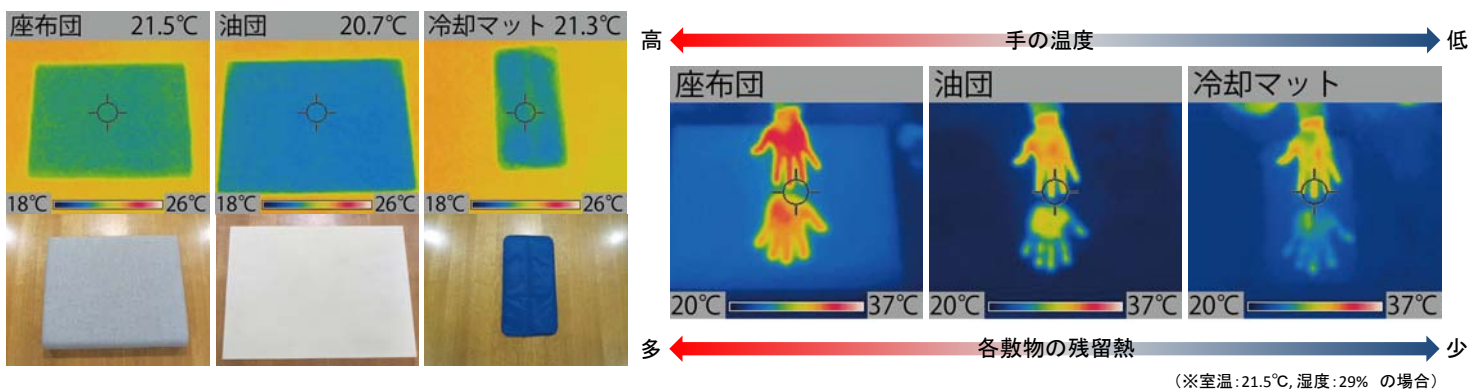 座布団 21.5℃
油団 20.7℃
冷却マット 21.3℃
18℃ 26℃
18℃ 26℃
18℃ 26℃
高 手の温度 低
座布団
油団
冷却マット
20℃ 37℃
20℃ 37℃
20℃ 37℃
多 各敷物の残留熱 少
(※室温:21.5℃, 湿度:29% の場合)